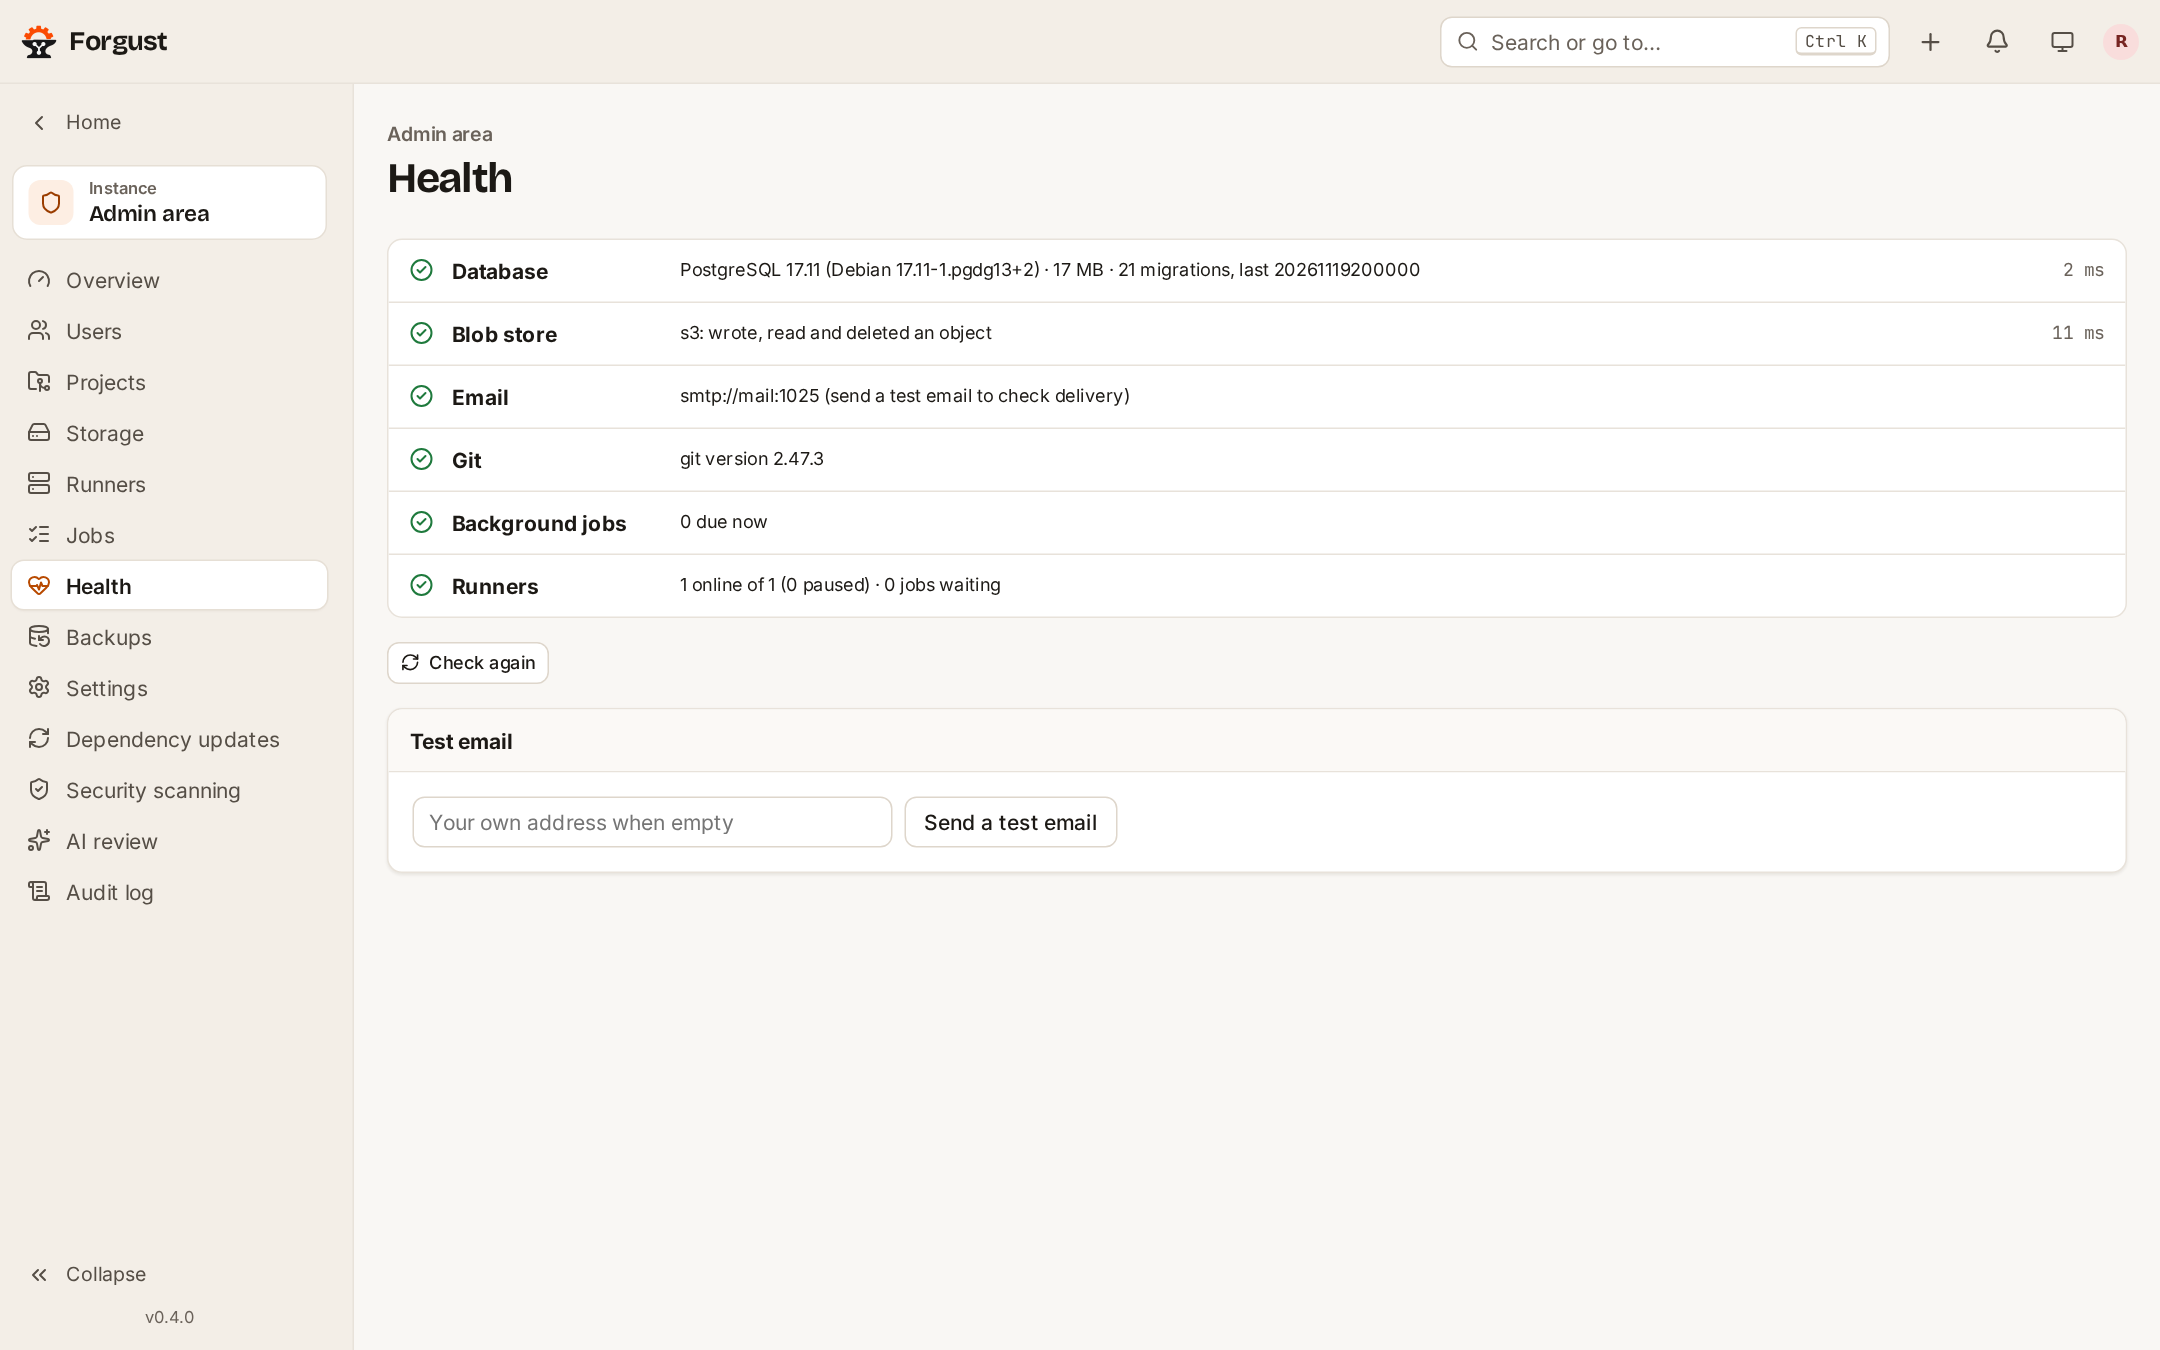 Forgust
Search or go to...
Ctrl K
R
Home
Instance
Admin area
Overview
Users
Projects
Storage
Runners
Jobs
Health
Backups
Settings
Dependency updates
Security scanning
AI review
Audit log
Collapse
v0.4.0
Admin area
Health
Database PostgreSQL 17.11 (Debian 17.11-1.pgdg13+2) · 17 MB · 21 migrations, last 20261119200000 2 ms
Blob store s3: wrote, read and deleted an object 11 ms
Email smtp://mail:1025 (send a test email to check delivery)
Git git version 2.47.3
Background jobs 0 due now
Runners 1 online of 1 (0 paused) · 0 jobs waiting
Check again
Test email
Your own address when empty
Send a test email